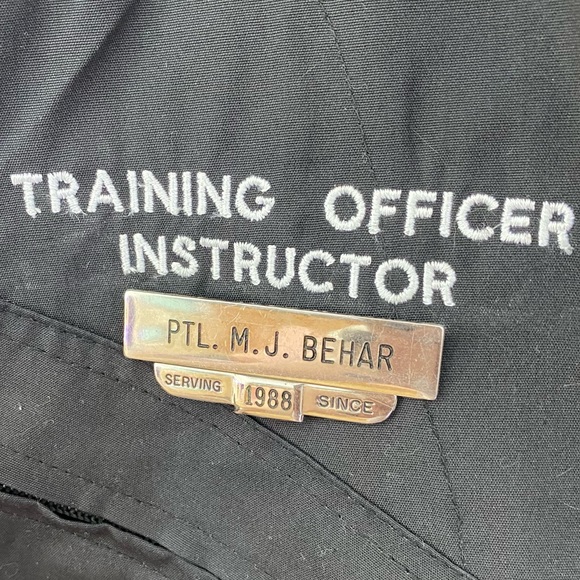 TRAINING OFFICER
INSTRUCTOR
PTL. M. J. BEHAR
SERVING 1988 SINCE